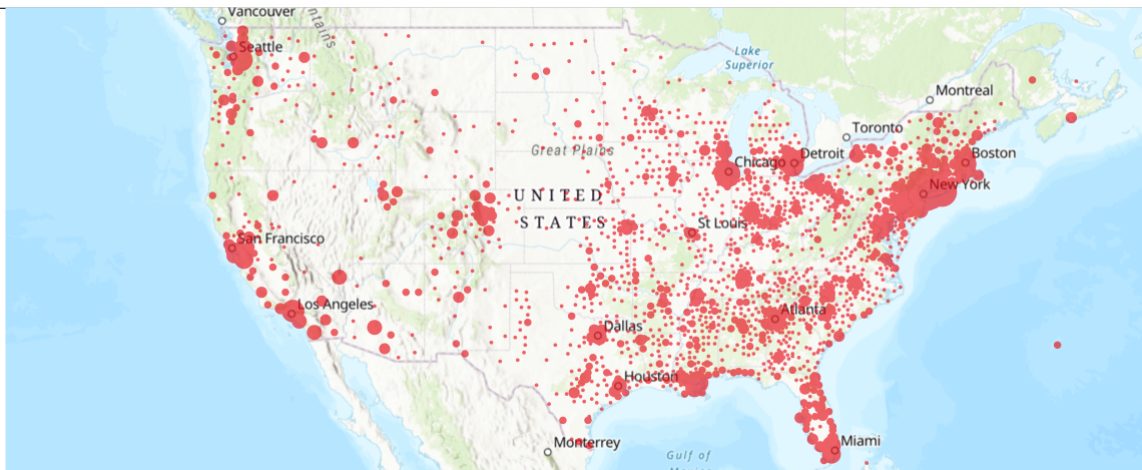 Vancouver
ntains
Seattle
Lake
Superior
Montreal
Toronto
Great Plains
Chicago
Detroit
Boston
New York
UNITED
STATES
St Louis
San Francisco
Los Angeles
Atlanta
Dallas
Houston
Miami
Monterrey
Gulf of